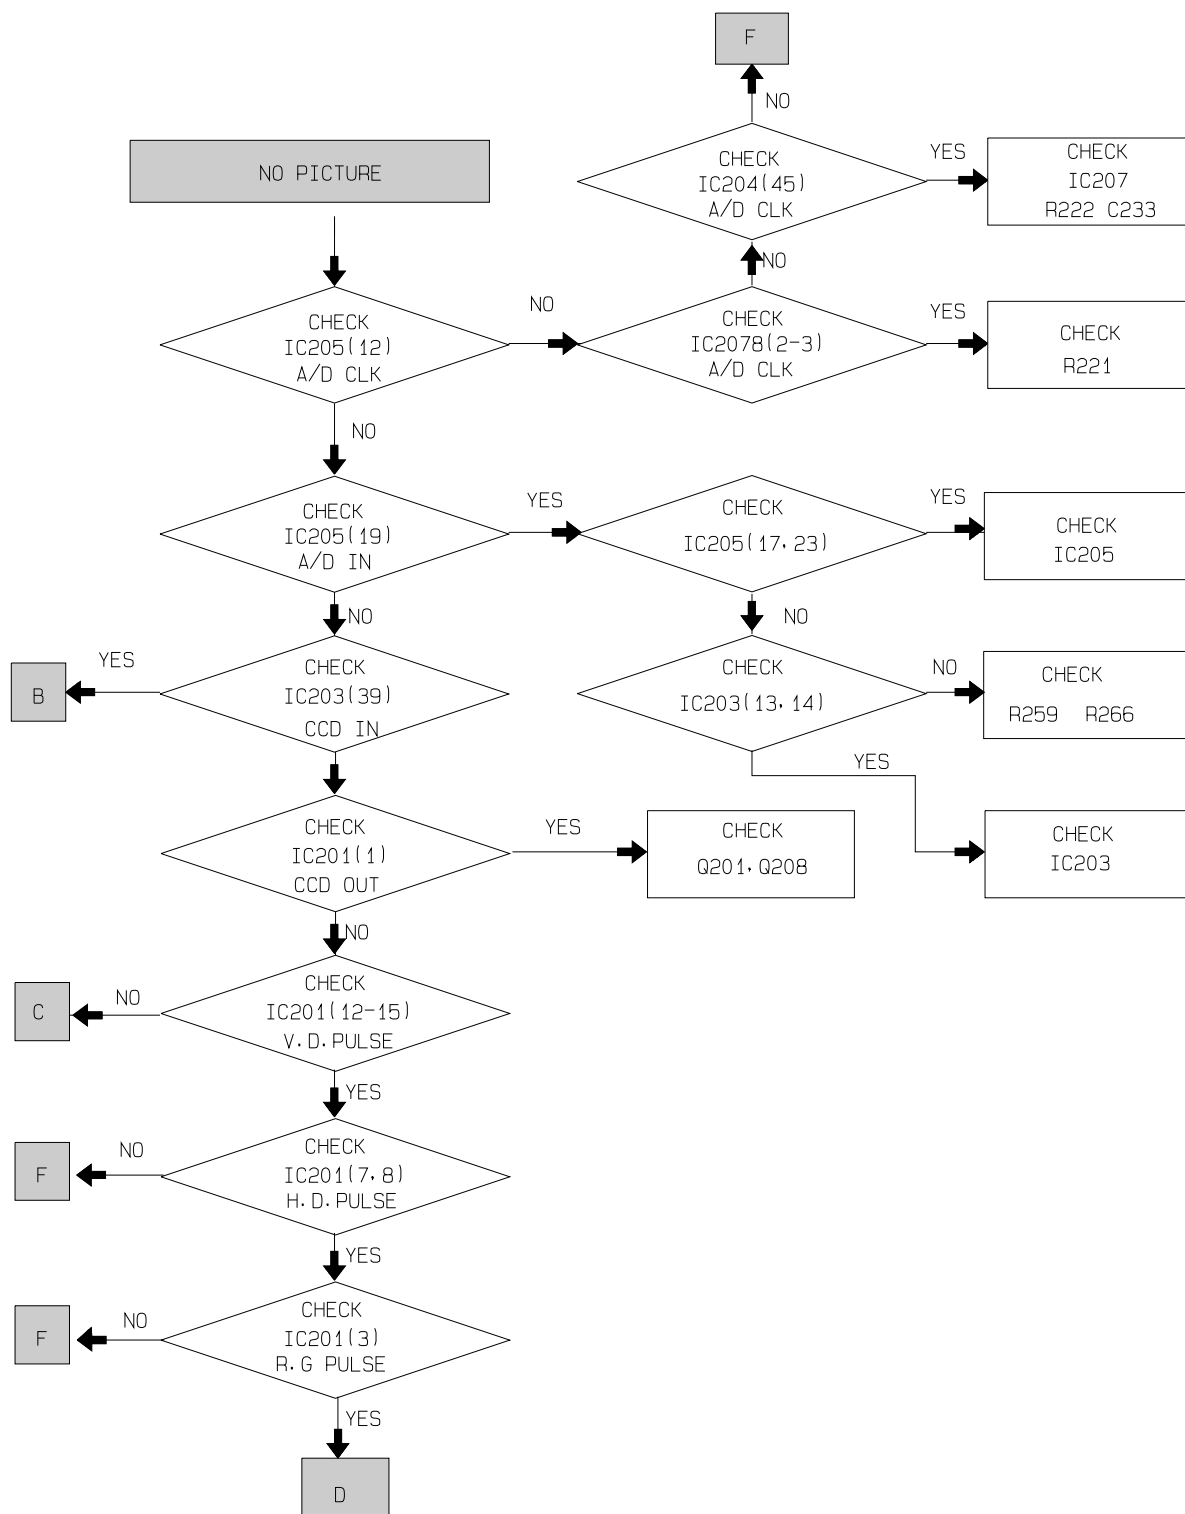 F
NO
NO PICTURE
CHECK
IC204(45)
A/D CLK
YES
CHECK
IC207
R222 C233
NO
CHECK
IC205(12)
A/D CLK
NO
CHECK
IC2078(2-3)
A/D CLK
YES
CHECK
R221
NO
CHECK
IC205(19)
A/D IN
YES
CHECK
IC205(17,23)
YES
CHECK
IC205
NO
NO
YES
B
CHECK
IC203(39)
CCD IN
CHECK
IC203(13,14)
NO
CHECK
R259 R266
YES
CHECK
IC201(1)
CCD OUT
YES
CHECK
Q201,Q208
CHECK
IC203
NO
C
NO
CHECK
IC201(12-15)
V.D.PULSE
YES
F
NO
CHECK
IC201(7,8)
H.D.PULSE
YES
F
NO
CHECK
IC201(3)
R.G PULSE
YES
D